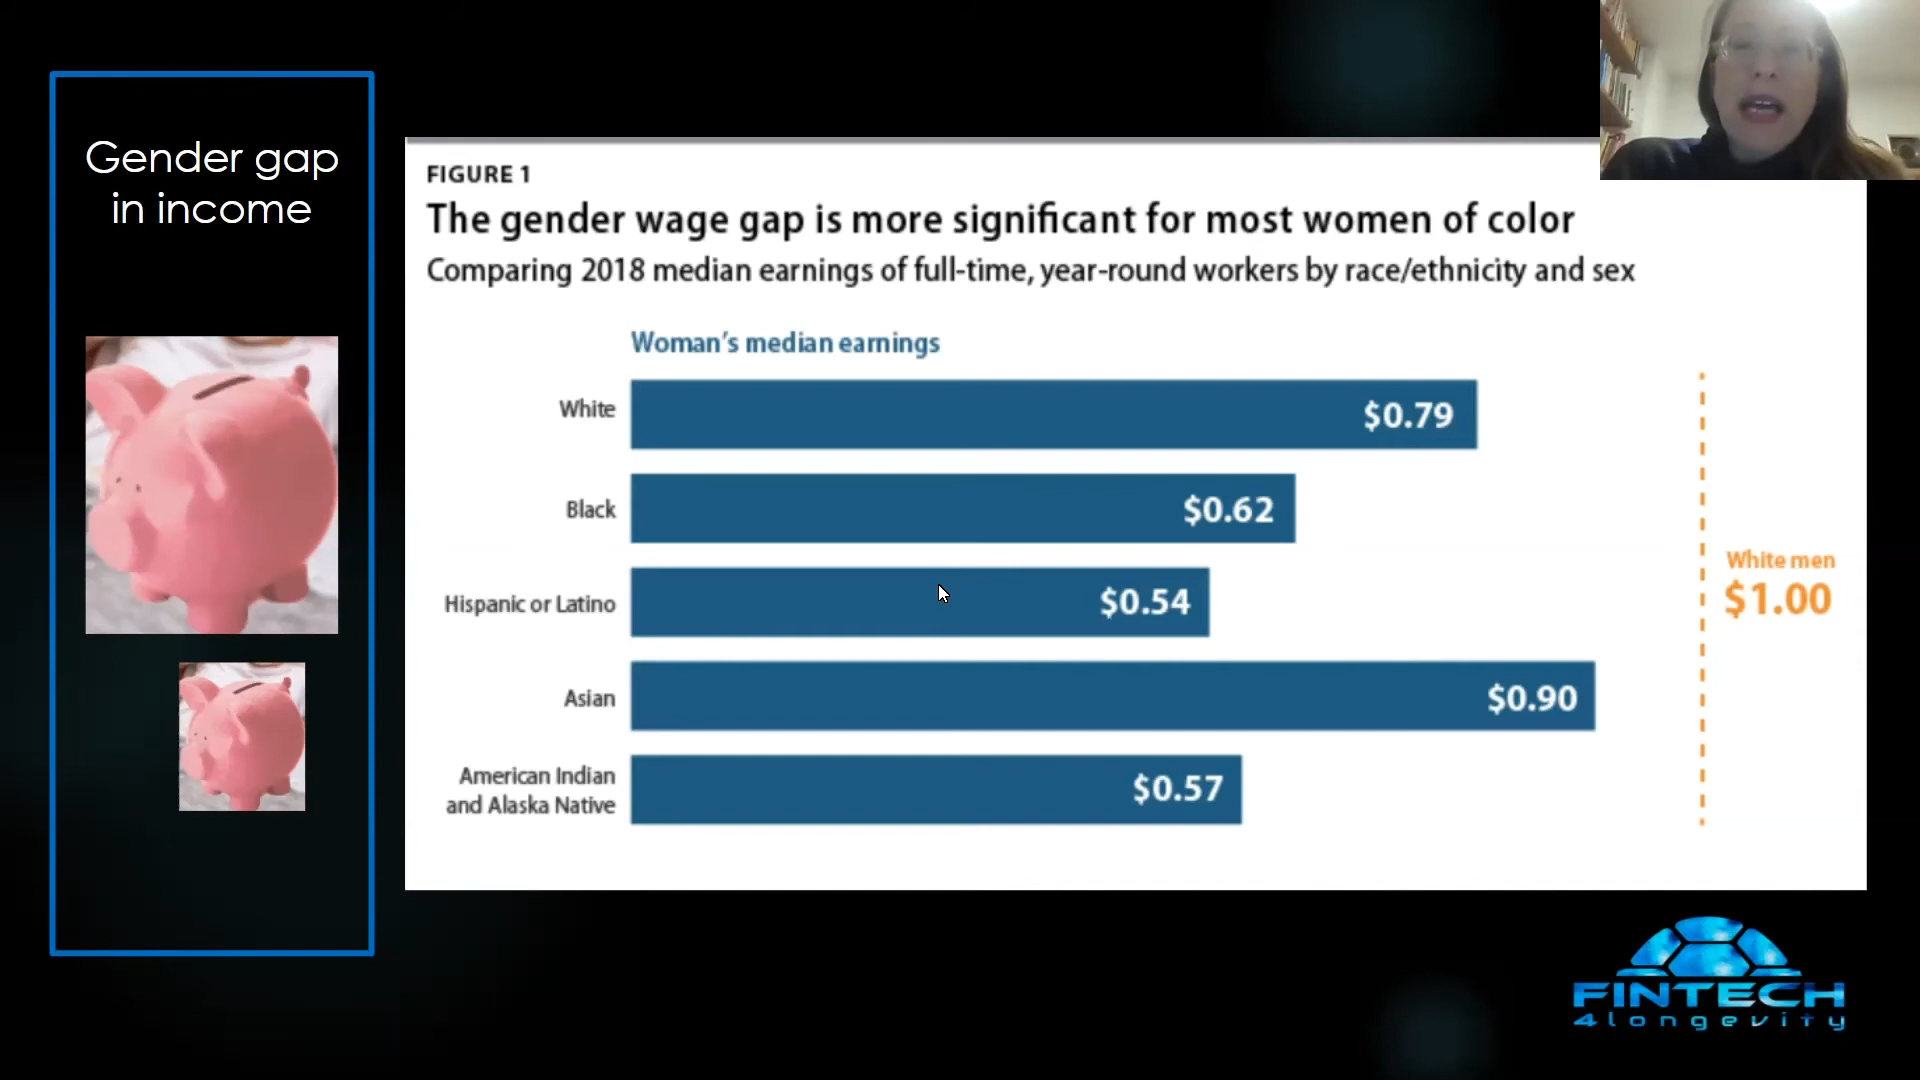 Gender gap
in income
FIGURE 1
The gender wage gap is more significant for most women of color
Comparing 2018 median earnings of full-time, year-round workers by race/ethnicity and sex
Woman's median earnings
White
$0.79
Black
$0.62
Hispanic or Latino
$0.54
Asian
$0.90
American Indian
and Alaska Native
$0.57
White men
$1.00
FINTECH
4longevity